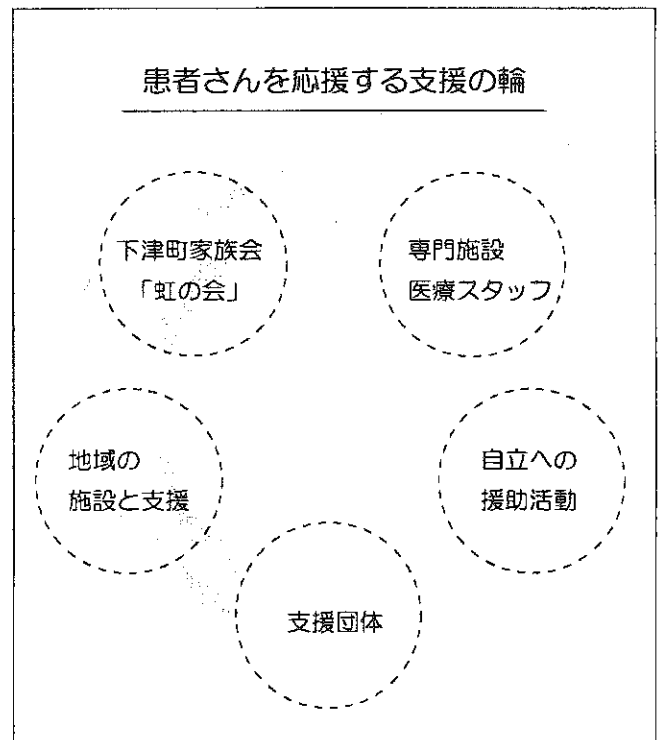 患者さんを応援する支援の輪
下津町家族会
「虹の会」
専門施設
医療スタッフ
地域の
施設と支援
自立への
援助活動
支援団体